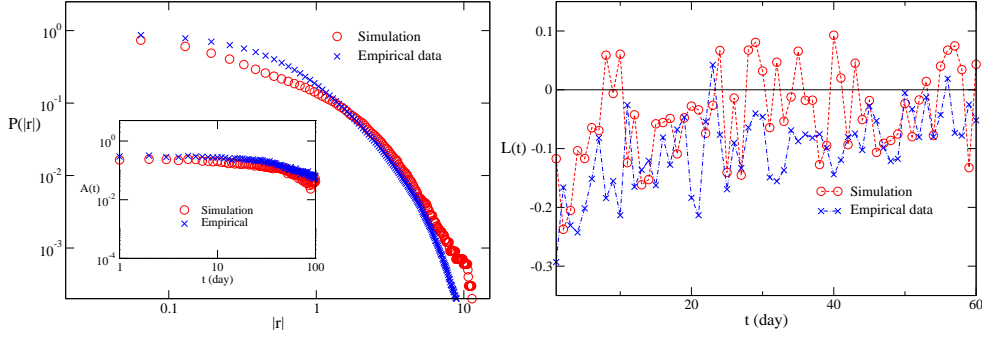 10^0
10^-1
10^-2
10^-3
P(|r|)
Simulation
Empirical data
10^0
10^-2
10^-4
A(t)
Simulation
Empirical
1
10
100
t (day)
0.1
1
10
|r|
0.1
0
-0.1
-0.2
-0.3
L(t)
Simulation
Empirical data
20
40
60
t (day)